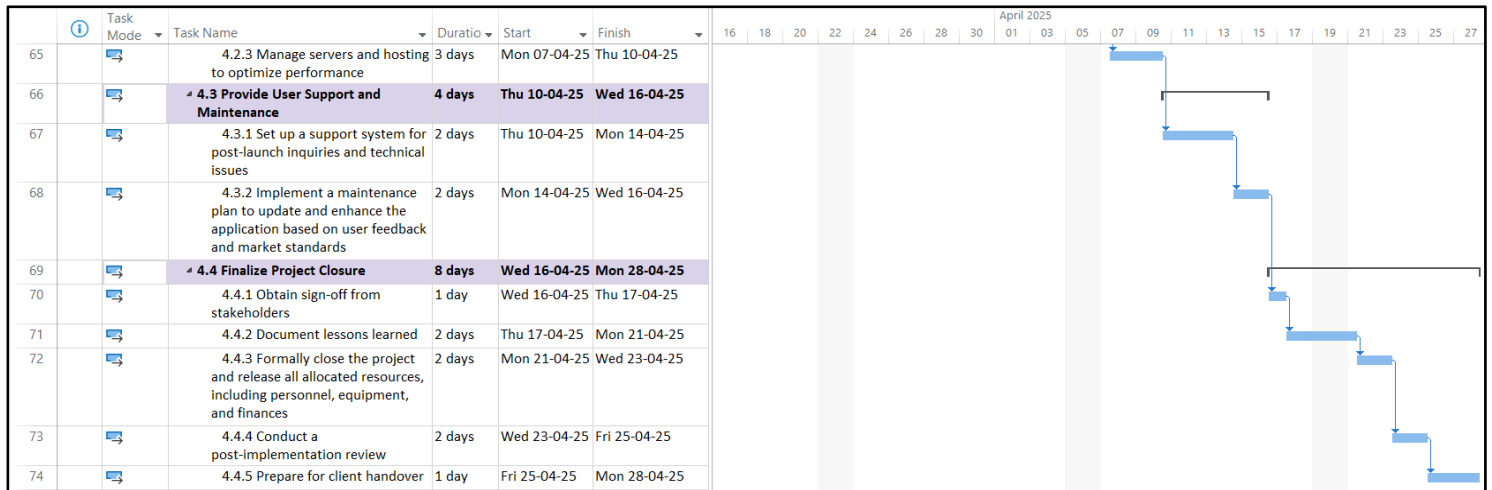 April 2025
Task Mode Task Name Duratio Start Finish 16 18 20 22 24 26 28 30 01 03 05 07 09 11 13 15 17 19 21 23 25 27
65 4.2.3 Manage servers and hosting 3 days Mon 07-04-25 Thu 10-04-25
to optimize performance
66 4.3 Provide User Support and 4 days Thu 10-04-25 Wed 16-04-25
Maintenance
67 4.3.1 Set up a support system for 2 days Thu 10-04-25 Mon 14-04-25
post-launch inquiries and technical
issues
68 4.3.2 Implement a maintenance 2 days Mon 14-04-25 Wed 16-04-25
plan to update and enhance the
application based on user feedback
and market standards
69 4.4 Finalize Project Closure 8 days Wed 16-04-25 Mon 28-04-25
70 4.4.1 Obtain sign-off from 1 day Wed 16-04-25 Thu 17-04-25
stakeholders
71 4.4.2 Document lessons learned 2 days Thu 17-04-25 Mon 21-04-25
72 4.4.3 Formally close the project 2 days Mon 21-04-25 Wed 23-04-25
and release all allocated resources,
including personnel, equipment,
and finances
73 4.4.4 Conduct a 2 days Wed 23-04-25 Fri 25-04-25
post-implementation review
74 4.4.5 Prepare for client handover 1 day Fri 25-04-25 Mon 28-04-25